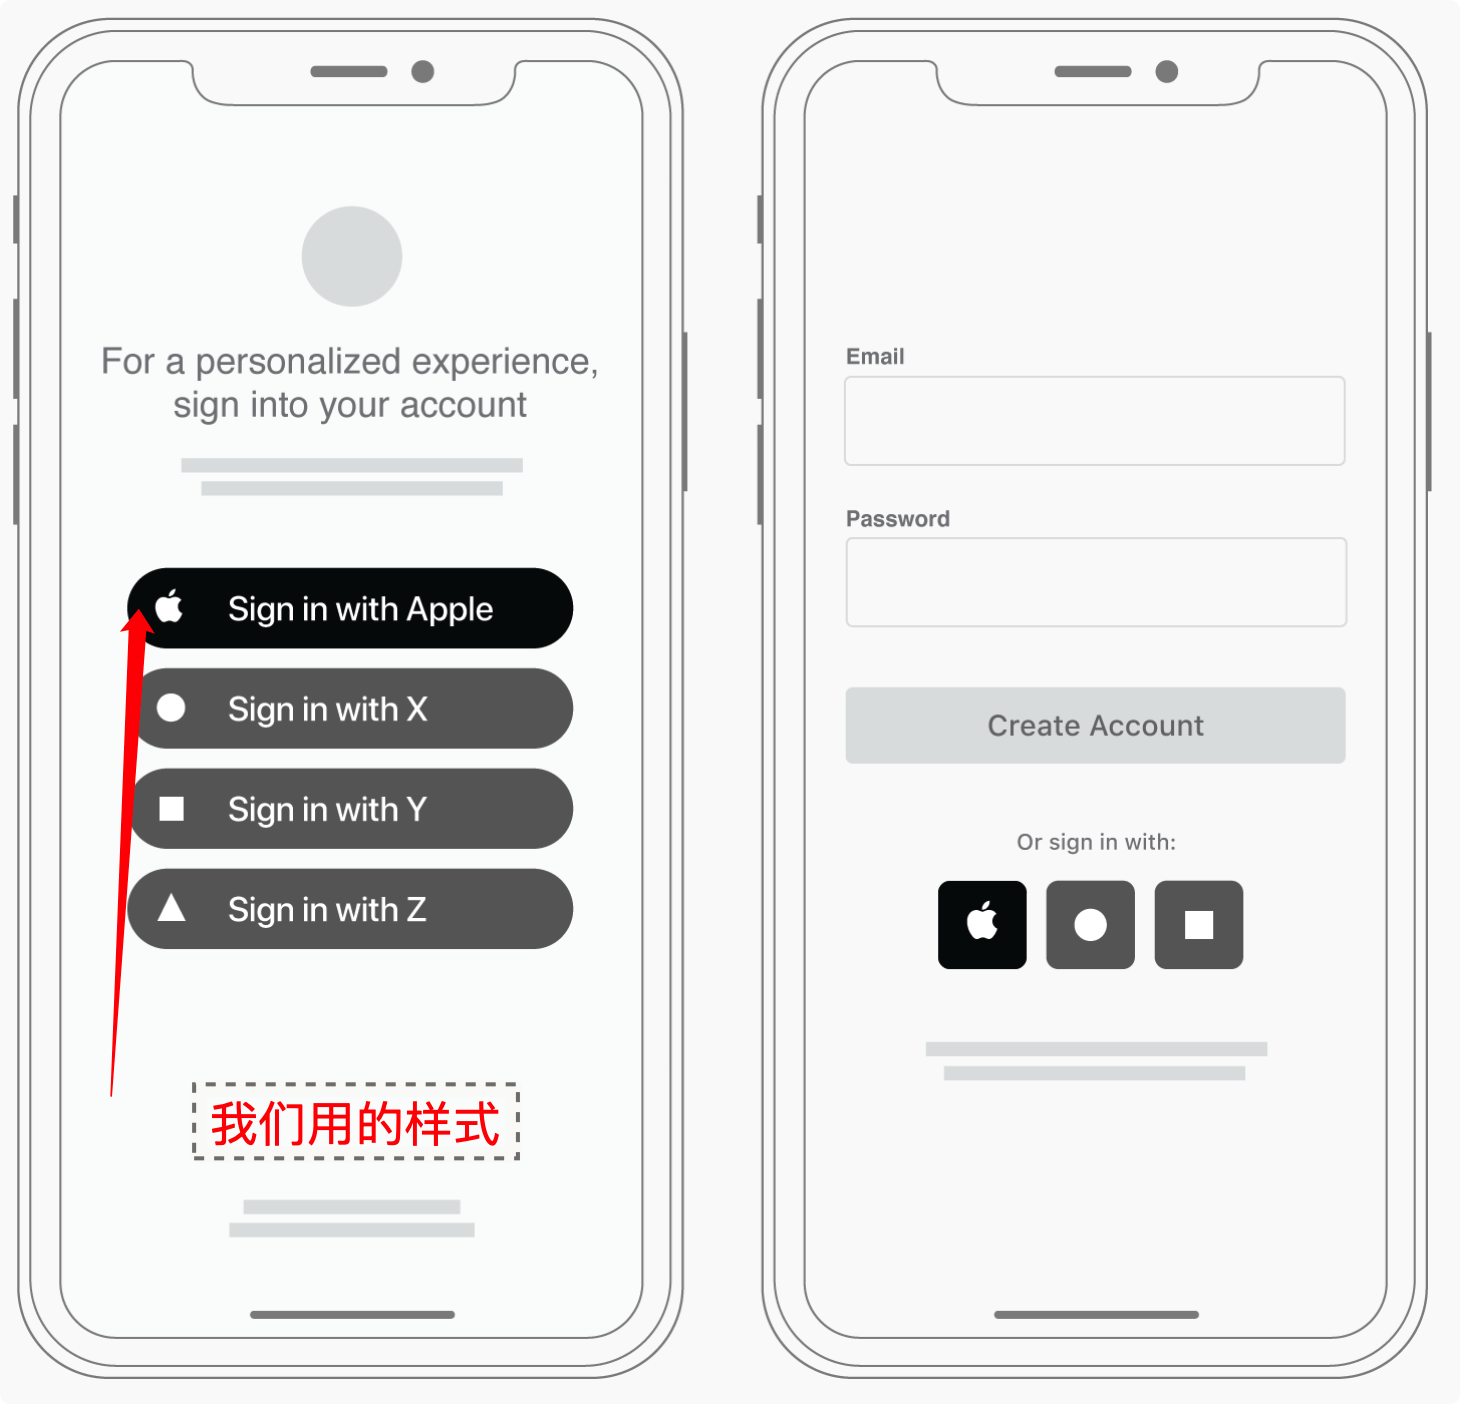 For a personalized experience,
sign into your account
Sign in with Apple
Sign in with X
Sign in with Y
Sign in with Z
我们用的样式
Email
Password
Create Account
Or sign in with: